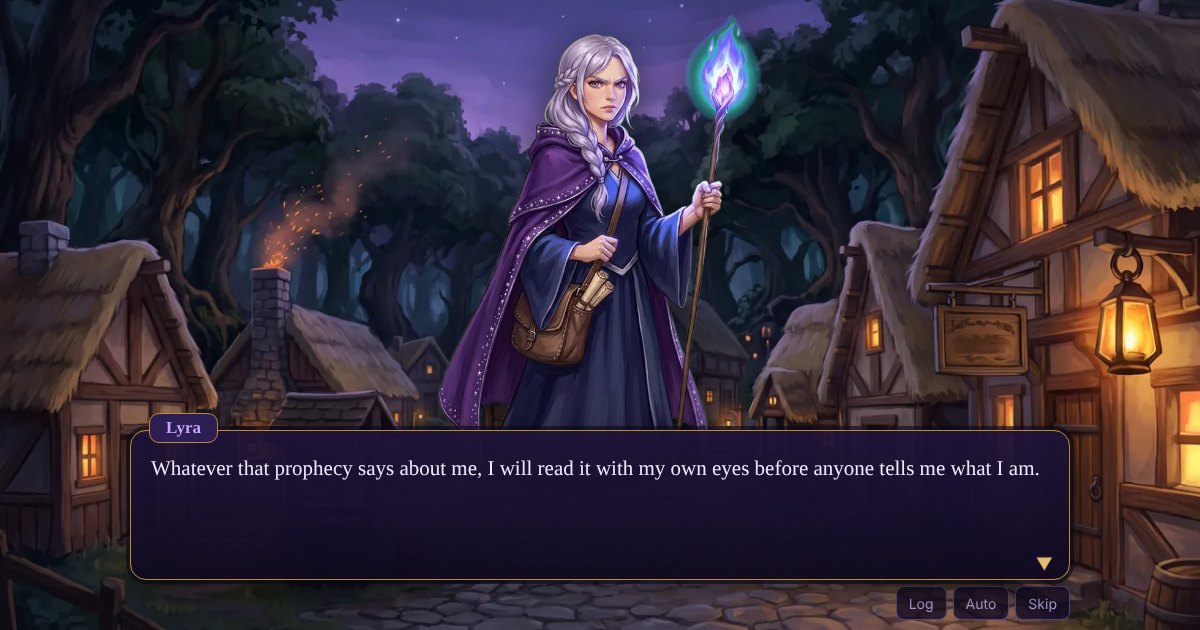 Lyra
Whatever that prophecy says about me, I will read it with my own eyes before anyone tells me what I am.
Log
Auto
Skip